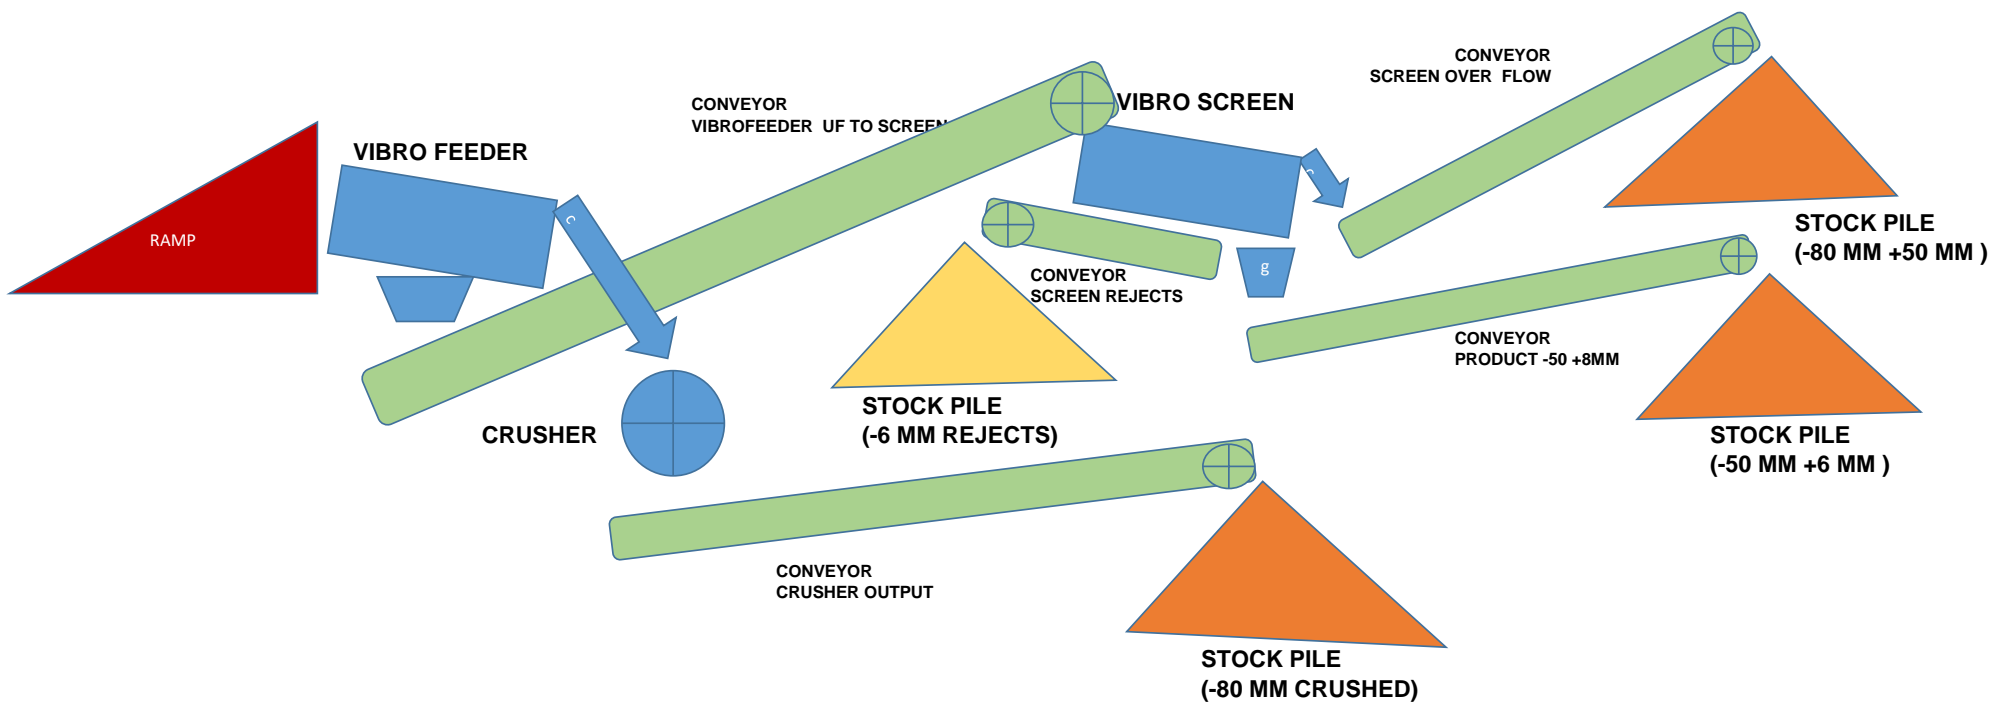 CONVEYOR
SCREEN OVER  FLOW
CONVEYOR
VIBROFEEDER  UF TO SCREEN
VIBRO SCREEN
VIBRO FEEDER
c
c
RAMP
STOCK PILE
(-80 MM +50 MM )
g
CONVEYOR
SCREEN REJECTS
CONVEYOR
PRODUCT -50 +8MM
STOCK PILE
(-6 MM REJECTS)
CRUSHER
STOCK PILE
(-50 MM +6 MM )
CONVEYOR
CRUSHER OUTPUT
STOCK PILE
(-80 MM CRUSHED)